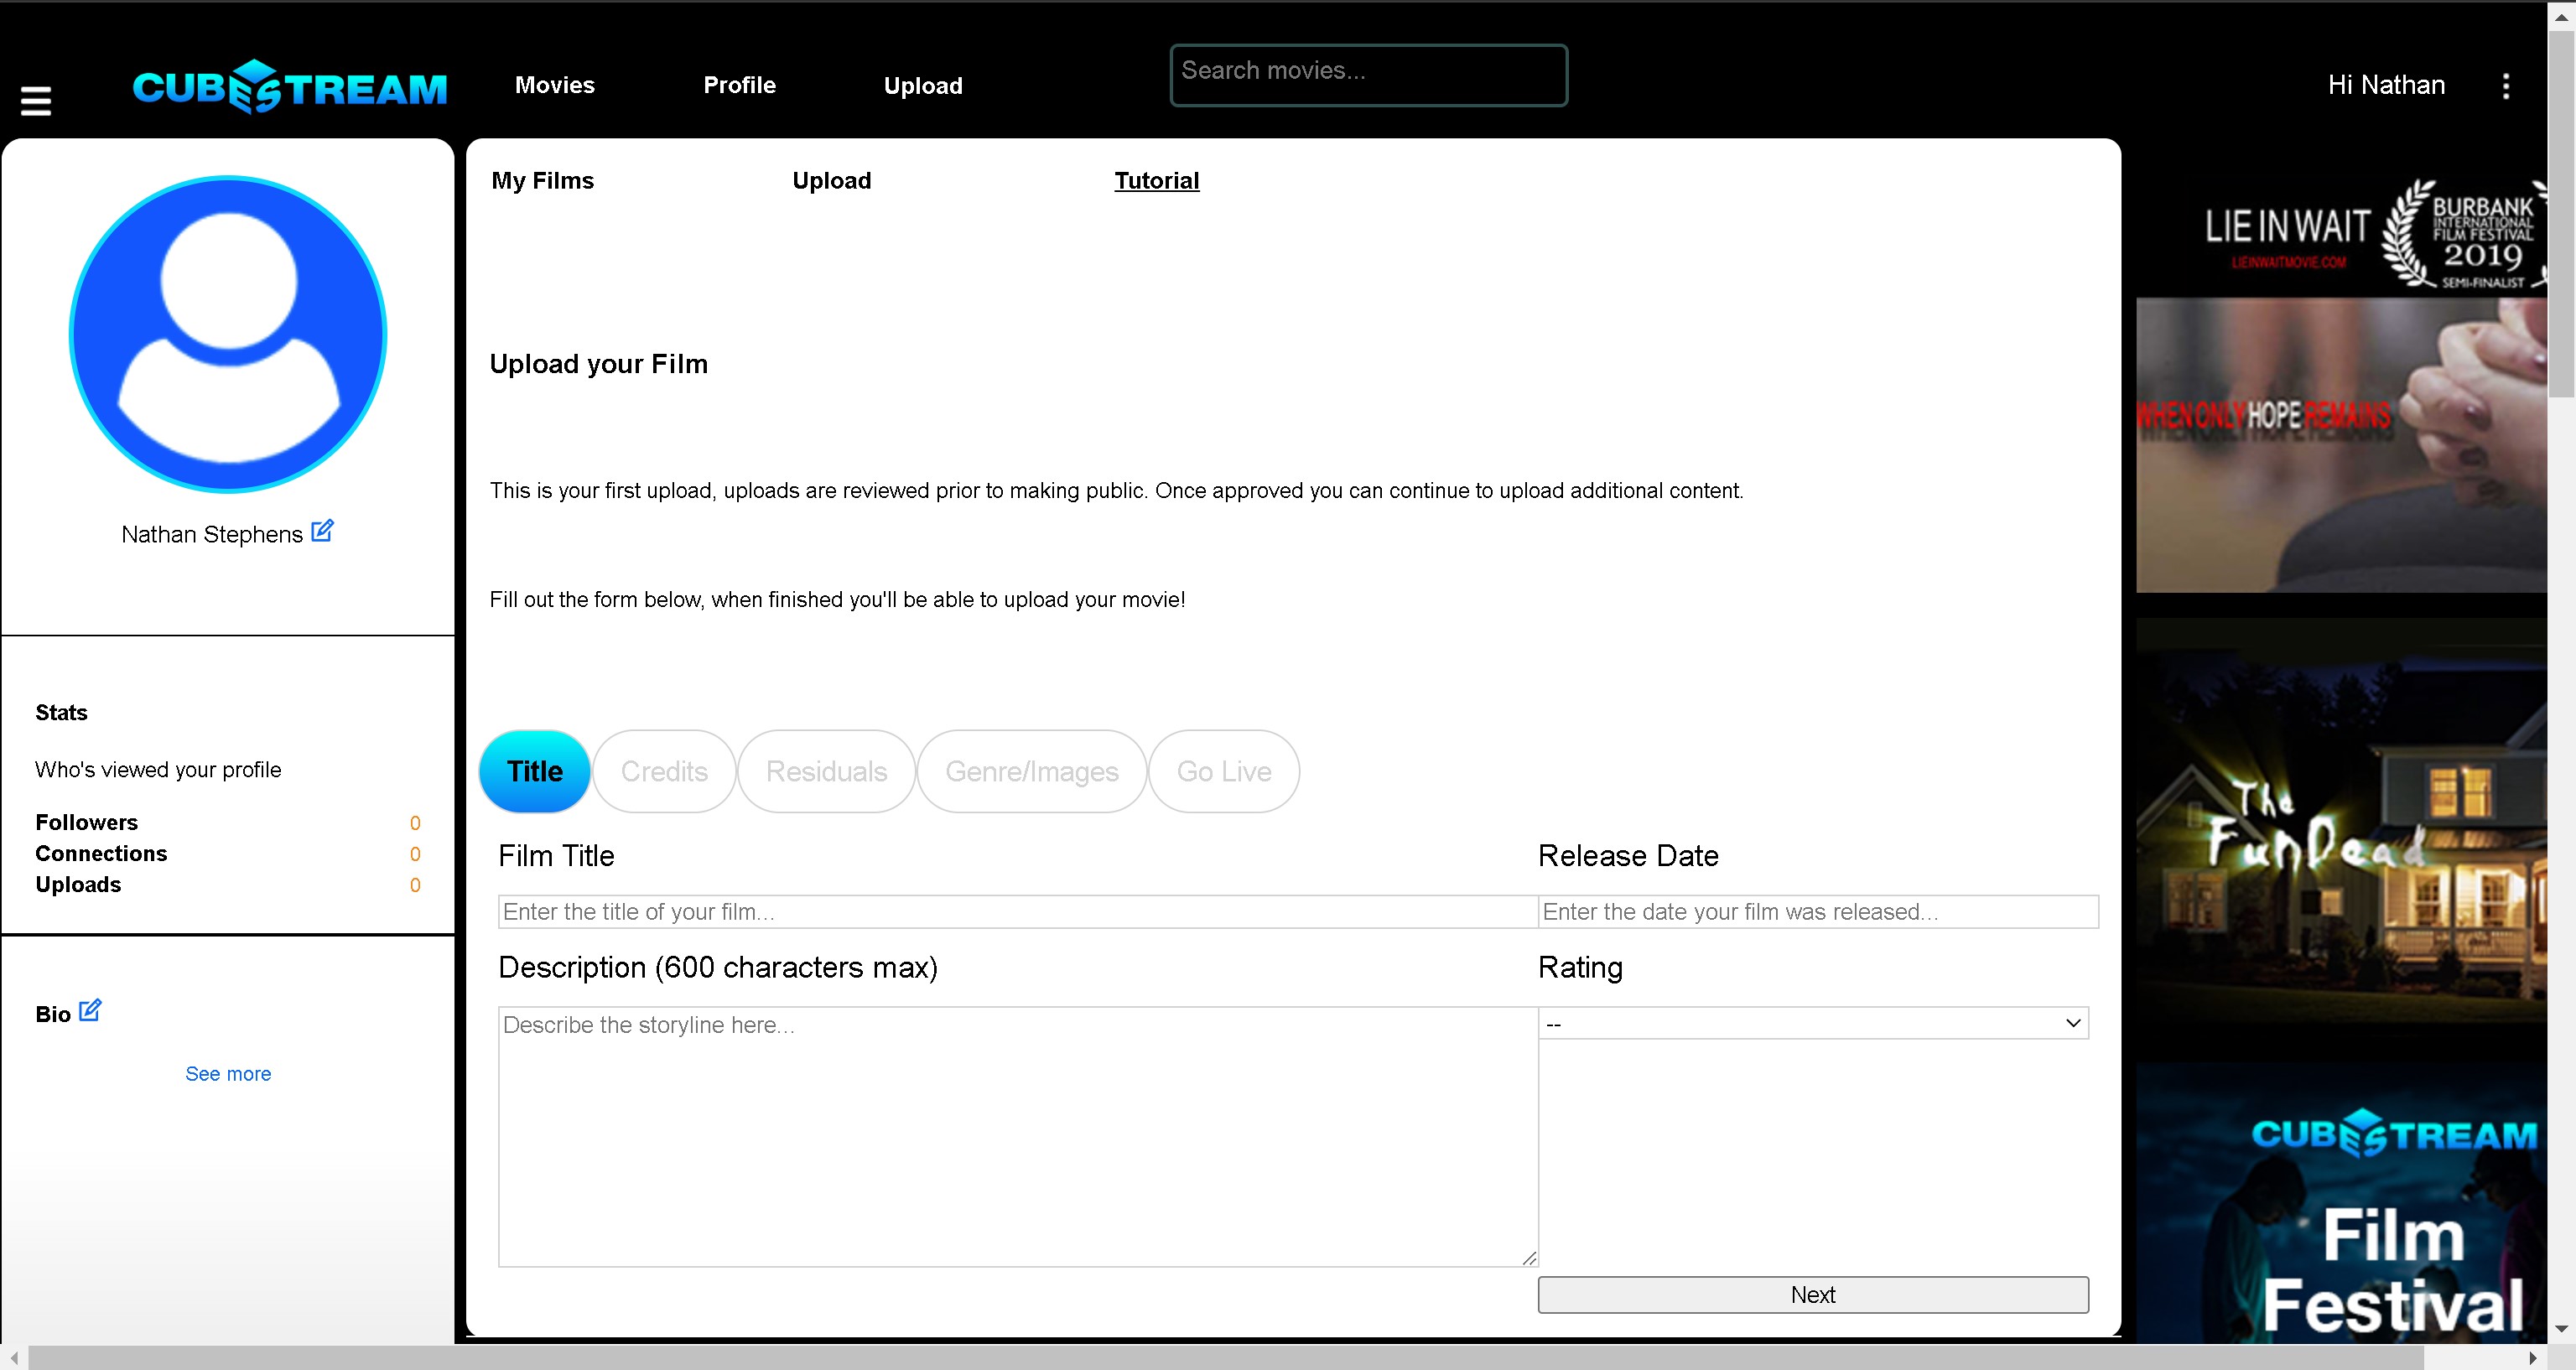 CUBESTREAM
Movies
Profile
Upload
Search movies...
Hi Nathan
My Films
Upload
Tutorial
Nathan Stephens
Stats
Who's viewed your profile
Followers 0
Connections 0
Uploads 0
Bio
See more
Upload your Film
This is your first upload, uploads are reviewed prior to making public. Once approved you can continue to upload additional content.
Fill out the form below, when finished you'll be able to upload your movie!
Title
Credits
Residuals
Genre/Images
Go Live
Film Title
Enter the title of your film...
Release Date
Enter the date your film was released...
Description (600 characters max)
Describe the storyline here...
Rating
--
Next
LIE IN WAIT
LIEINWAITMOVIE.COM
BURBANK
INTERNATIONAL
FILM FESTIVAL
2019
SEMI-FINALIST
WHEN ONLY HOPE REMAINS
The
FunDead
CUBESTREAM
Film
Festival